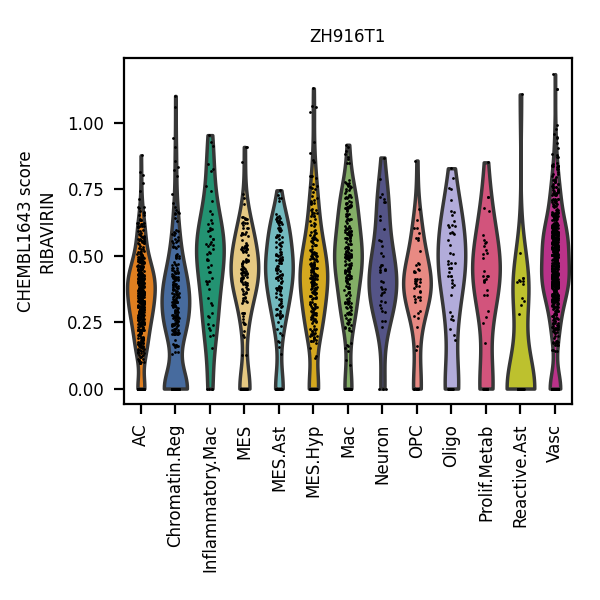 ZH916T1
CHEMBL1643 score
RIBAVIRIN
1.00
0.75
0.50
0.25
0.00
AC
Chromatin.Reg
Inflammatory.Mac
MES
MES.Ast
MES.Hyp
Mac
Neuron
OPC
Oligo
Prolif.Metab
Reactive.Ast
Vasc